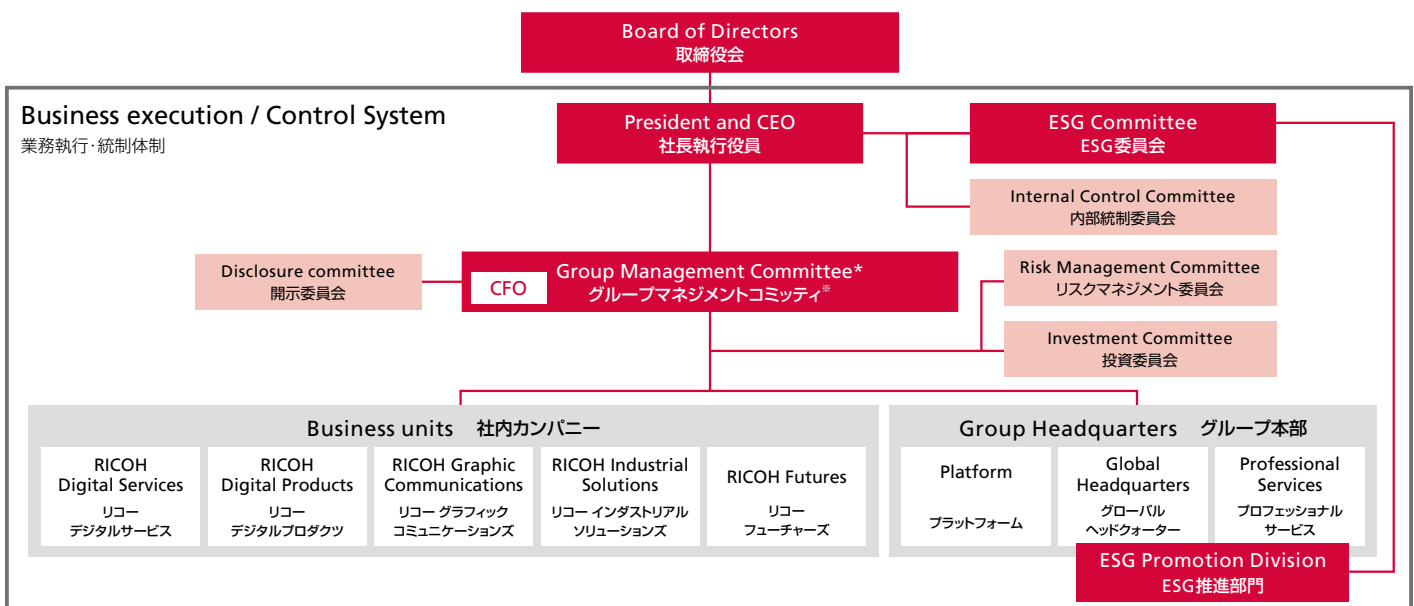 Board of Directors
取締役会
Business execution / Control System
業務執行・統制体制
President and CEO
社長執行役員
ESG Committee
ESG委員会
Internal Control Committee
内部統制委員会
Disclosure committee
開示委員会
CFO
Group Management Committee*
グループマネジメントコミッティ※
Risk Management Committee
リスクマネジメント委員会
Investment Committee
投資委員会
Business units 社内カンパニー
RICOH
Digital Services
リコー
デジタルサービス
RICOH
Digital Products
リコー
デジタルプロダクツ
RICOH Graphic
Communications
リコー グラフィック
コミュニケーションズ
RICOH Industrial
Solutions
リコー インダストリアル
ソリューションズ
RICOH Futures
リコー
フューチャーズ
Group Headquarters グループ本部
Platform
プラットフォーム
Global
Headquarters
グローバル
ヘッドクォーター
Professional
Services
プロフェッショナル
サービス
ESG Promotion Division
ESG推進部門